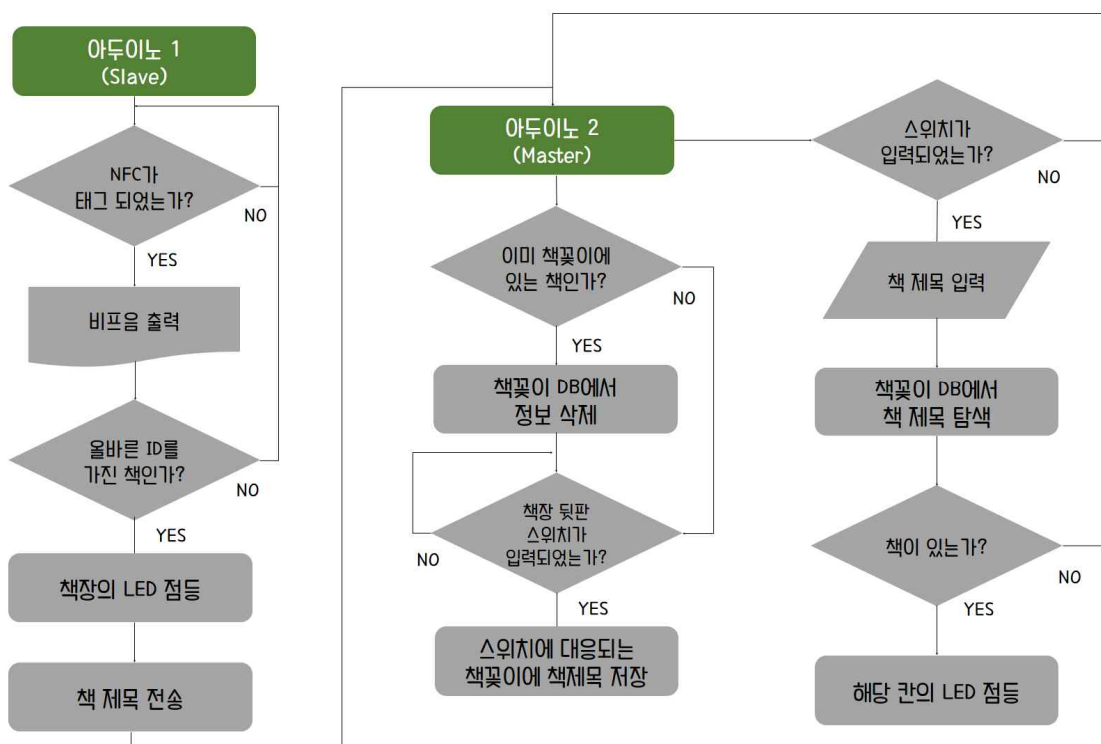 아두이노 1
(Slave)
NFC가
태그 되었는가?
NO
YES
비프음 출력
올바른 ID를
가진 책인가?
NO
YES
책장의 LED 점등
책 제목 전송
아두이노 2
(Master)
이미 책꽂이에
있는 책인가?
NO
YES
책꽂이 DB에서
정보 삭제
책장 뒷판
스위치가
입력되었는가?
NO
YES
스위치에 대응되는
책꽂이에 책제목 저장
스위치가
입력되었는가?
NO
YES
책 제목 입력
책꽂이 DB에서
책 제목 탐색
책이 있는가?
NO
YES
해당 칸의 LED 점등